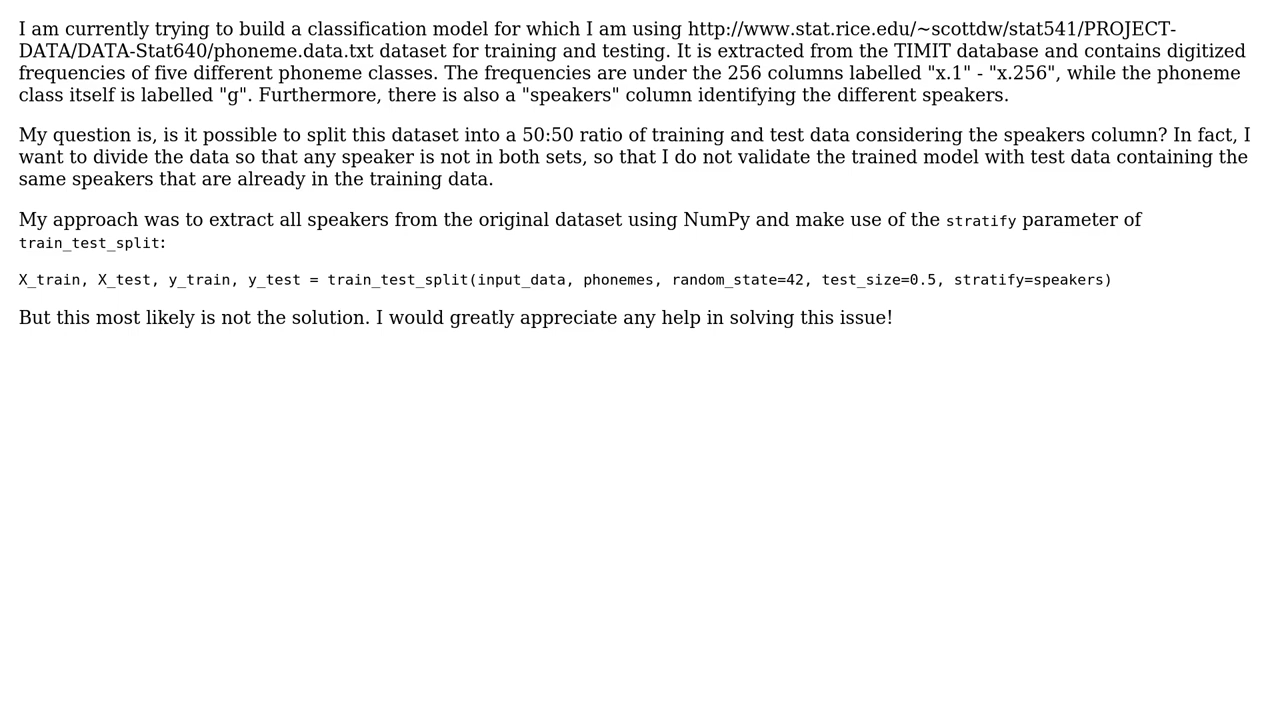 I am currently trying to build a classification model for which I am using http://www.stat.rice.edu/~scottdw/stat541/PROJECT-
DATA/DATA-Stat640/phoneme.data.txt dataset for training and testing. It is extracted from the TIMIT database and contains digitized
frequencies of five different phoneme classes. The frequencies are under the 256 columns labelled "x.1" - "x.256", while the phoneme
class itself is labelled "g". Furthermore, there is also a "speakers" column identifying the different speakers.
My question is, is it possible to split this dataset into a 50:50 ratio of training and test data considering the speakers column? In fact, I
want to divide the data so that any speaker is not in both sets, so that I do not validate the trained model with test data containing the
same speakers that are already in the training data.
My approach was to extract all speakers from the original dataset using NumPy and make use of the stratify parameter of
train_test_split:
X_train, X_test, y_train, y_test = train_test_split(input_data, phonemes, random_state=42, test_size=0.5, stratify=speakers)
But this most likely is not the solution. I would greatly appreciate any help in solving this issue!